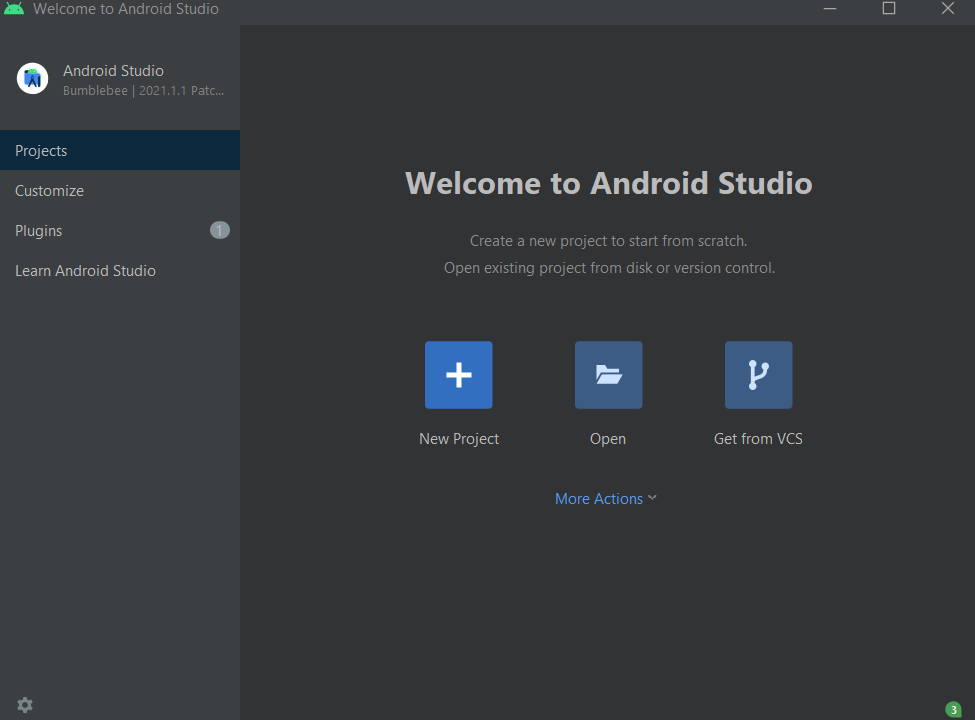 Welcome to Android Studio
Android Studio
Bumblebee | 2021.1.1 Patc...
Projects
Customize
Plugins
1
Learn Android Studio
Welcome to Android Studio
Create a new project to start from scratch.
Open existing project from disk or version control.
New Project
Open
Get from VCS
More Actions
3